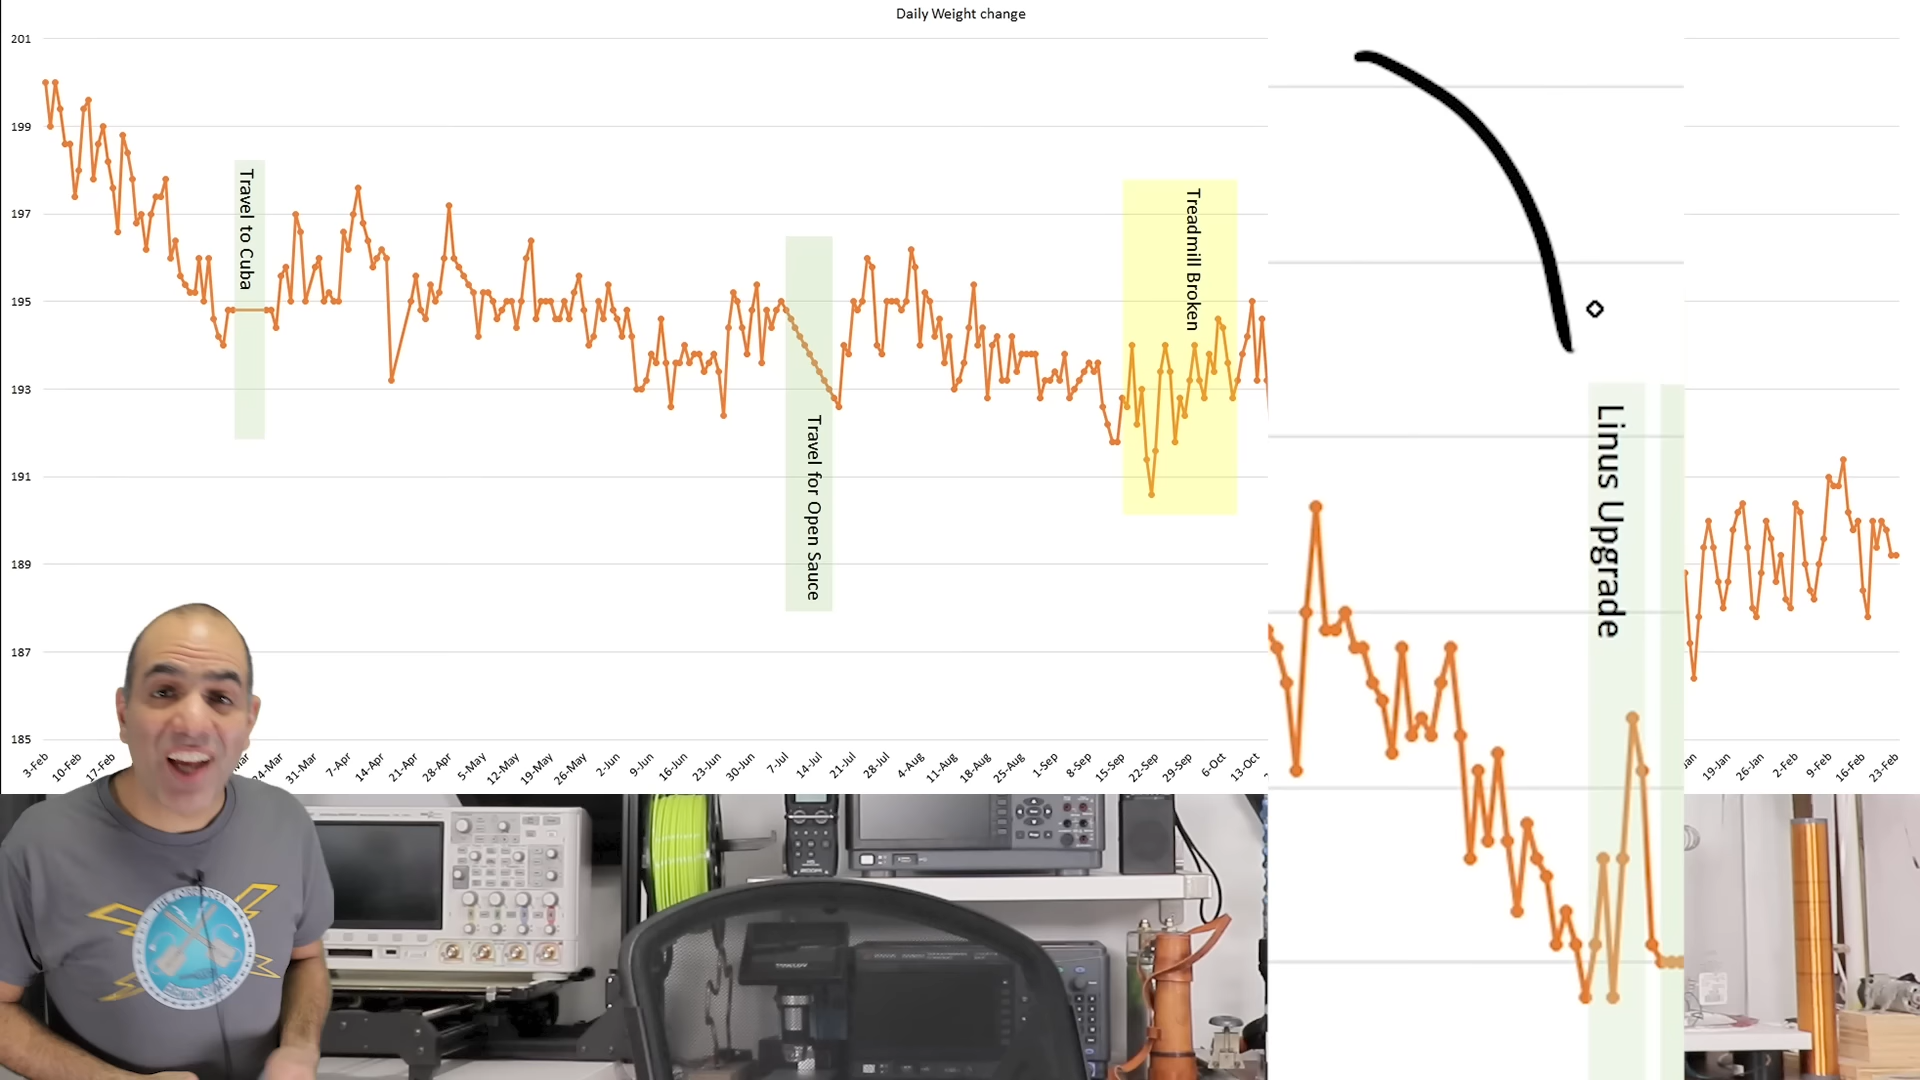 Daily Weight change
201
199
197
195
193
191
189
187
185
Travel to Cuba
Travel for Open Sauce
Treadmill Broken
Linus Upgrade
3-Feb
10-Feb
17-Feb
24-Mar
31-Mar
7-Apr
14-Apr
21-Apr
28-Apr
5-May
12-May
19-May
26-May
2-Jun
9-Jun
16-Jun
23-Jun
30-Jun
7-Jul
14-Jul
21-Jul
28-Jul
4-Aug
11-Aug
18-Aug
25-Aug
1-Sep
8-Sep
15-Sep
22-Sep
29-Sep
6-Oct
13-Oct
19-Jan
26-Jan
2-Feb
9-Feb
16-Feb
23-Feb
zoom